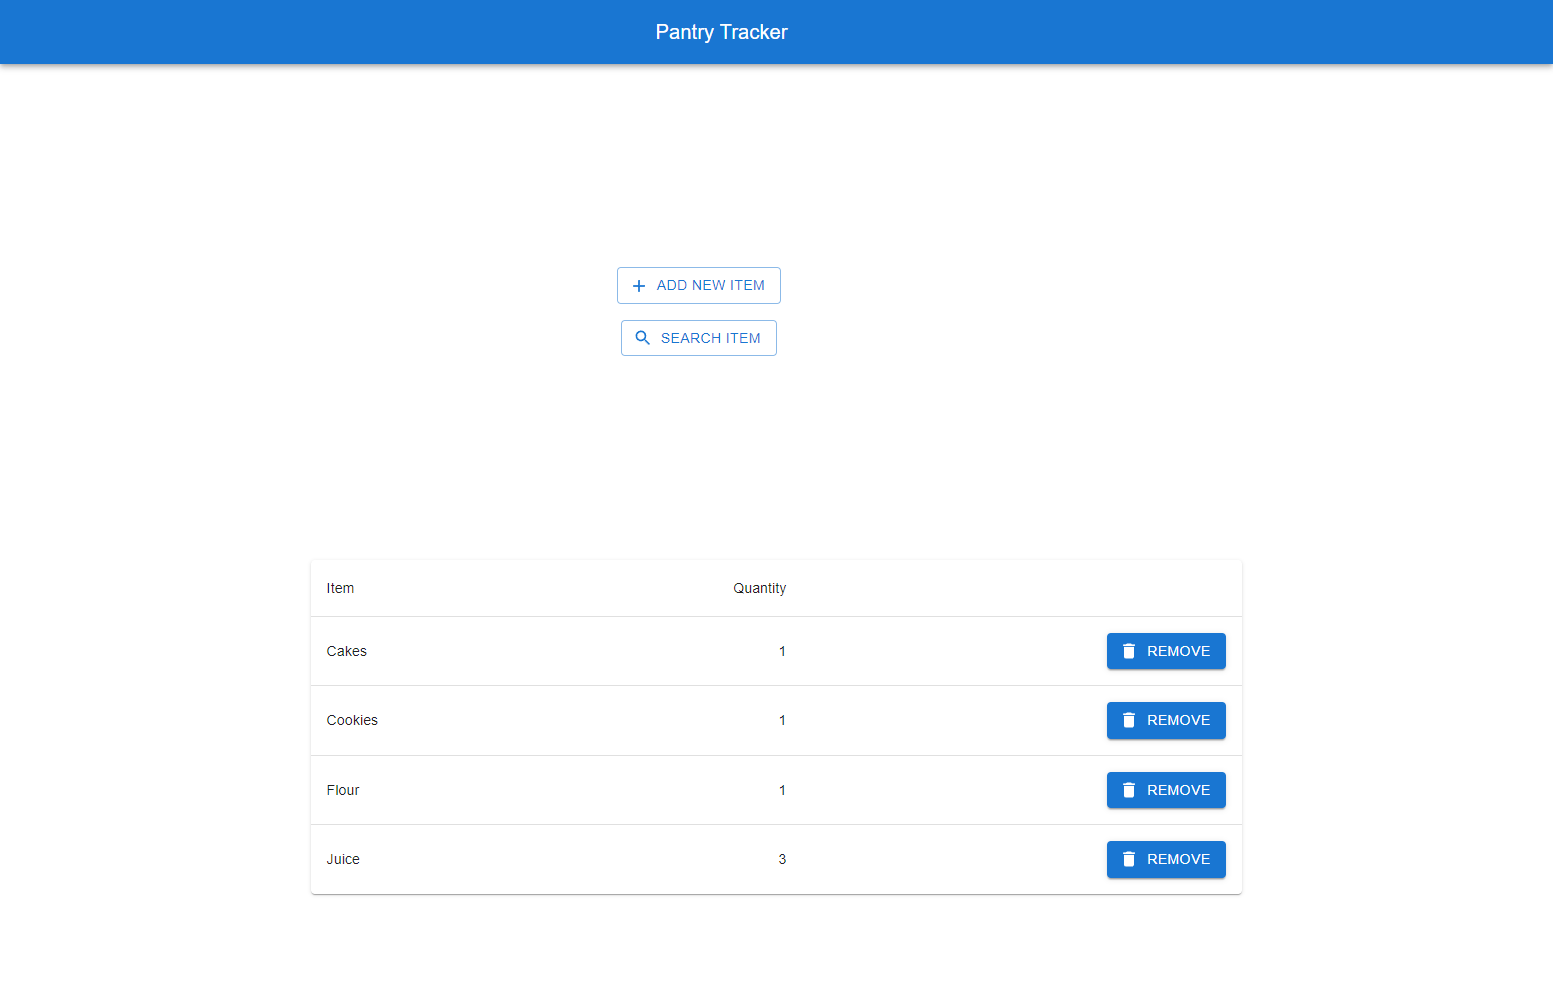 Pantry Tracker
ADD NEW ITEM
SEARCH ITEM
Item Quantity
Cakes 1 REMOVE
Cookies 1 REMOVE
Flour 1 REMOVE
Juice 3 REMOVE